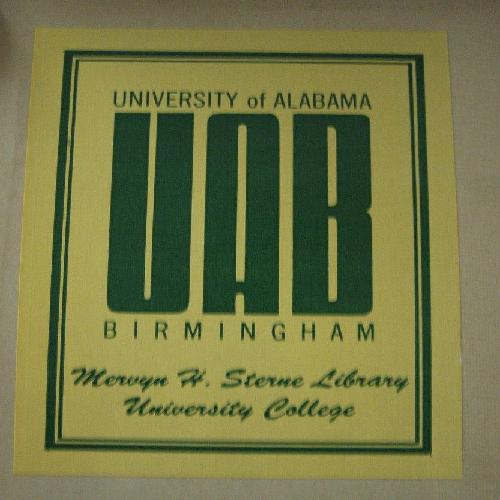 UNIVERSITY of ALABAMA
UAB
BIRMINGHAM
Mervyn H. Sterne Library
University College